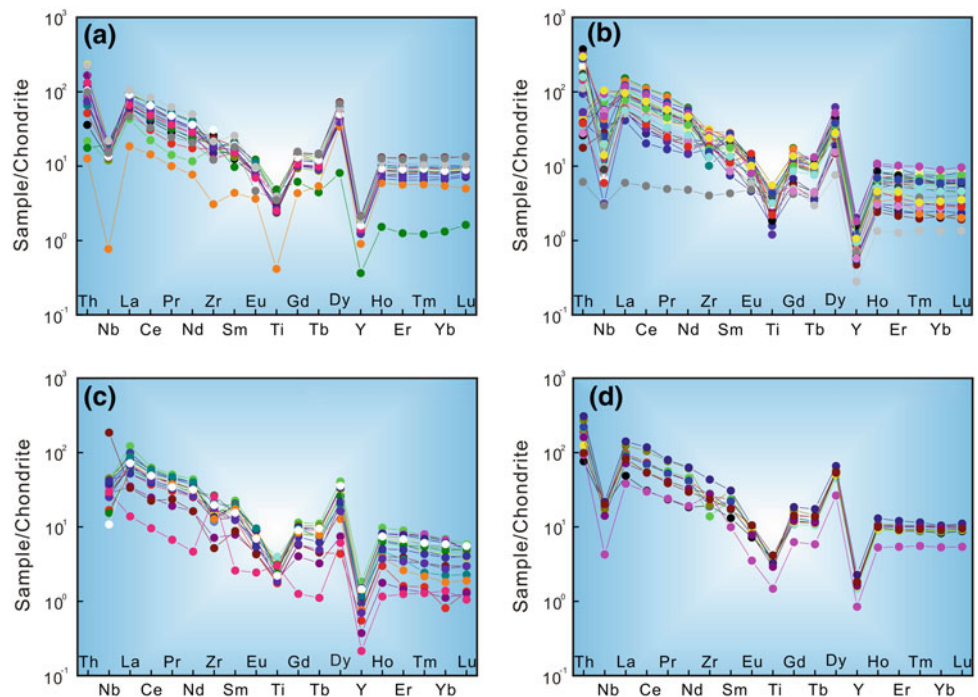 (a)
Sample/Chondrite
10³
10²
10¹
10⁰
10⁻¹
Th La Pr Zr Eu Gd Dy Ho Tm Lu
Nb Ce Nd Sm Ti Tb Y Er Yb
(b)
Sample/Chondrite
10³
10²
10¹
10⁰
10⁻¹
Th La Pr Zr Eu Gd Dy Ho Tm Lu
Nb Ce Nd Sm Ti Tb Y Er Yb
(c)
Sample/Chondrite
10³
10²
10¹
10⁰
10⁻¹
Th La Pr Zr Eu Gd Dy Ho Tm Lu
Nb Ce Nd Sm Ti Tb Y Er Yb
(d)
Sample/Chondrite
10³
10²
10¹
10⁰
10⁻¹
Th La Pr Zr Eu Gd Dy Ho Tm Lu
Nb Ce Nd Sm Ti Tb Y Er Yb